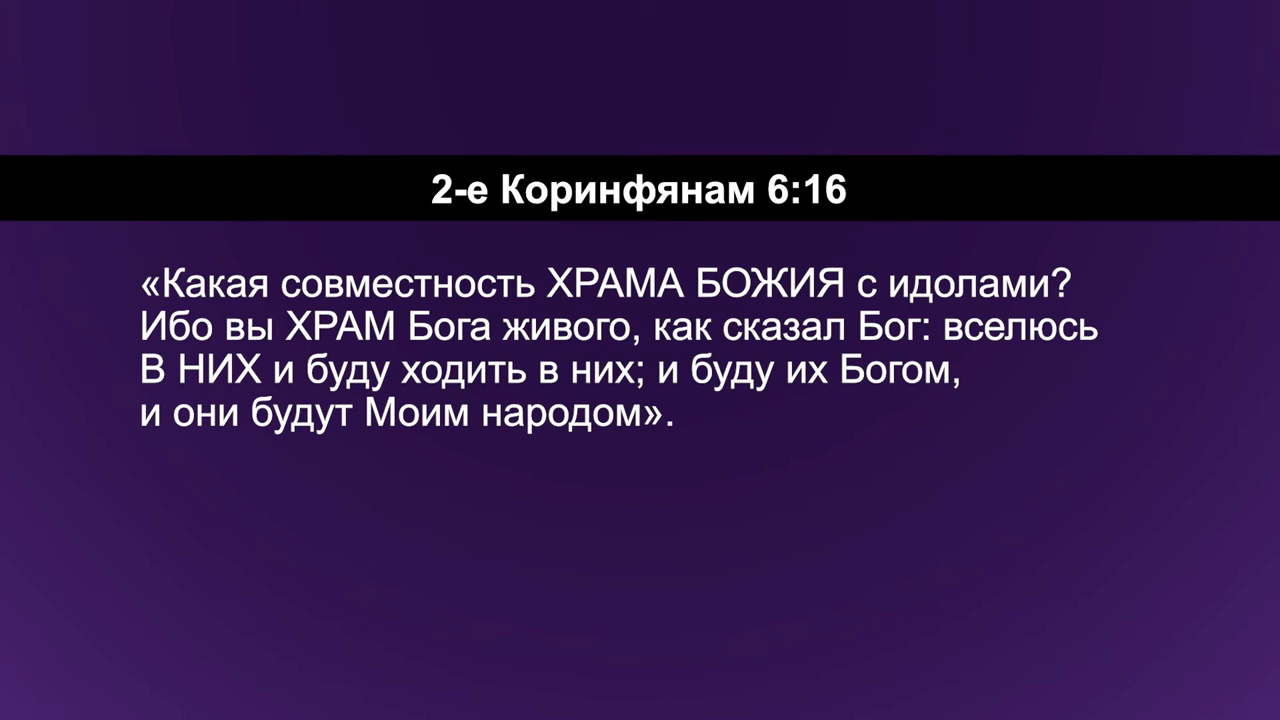 2-е Коринфянам 6:16
«Какая совместность ХРАМА БОЖИЯ с идолами?
Ибо вы ХРАМ Бога живого, как сказал Бог: вселюсь
В НИХ и буду ходить в них; и буду их Богом,
и они будут Моим народом».